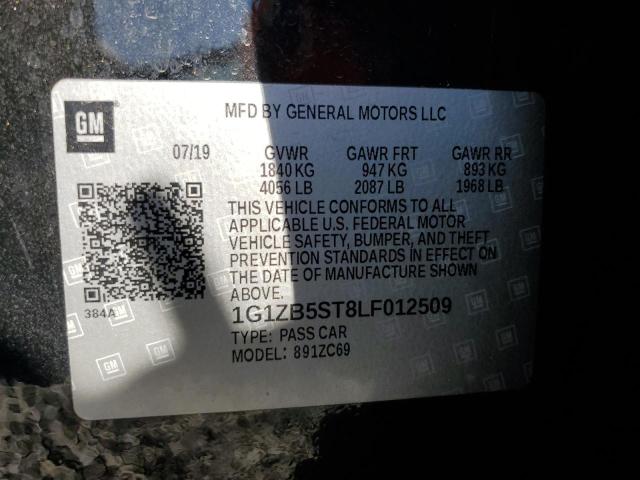 GM
MFD BY GENERAL MOTORS LLC
07/19 GVWR GAWR FRT GAWR RR
1840 KG 947 KG 893 KG
4056 LB 2087 LB 1968 LB
THIS VEHICLE CONFORMS TO ALL
APPLICABLE U.S. FEDERAL MOTOR
VEHICLE SAFETY, BUMPER, AND THEFT
PREVENTION STANDARDS IN EFFECT ON
THE DATE OF MANUFACTURE SHOWN
ABOVE.
384A
1G1ZB5ST8LF012509
TYPE: PASS CAR
MODEL: 891ZC69